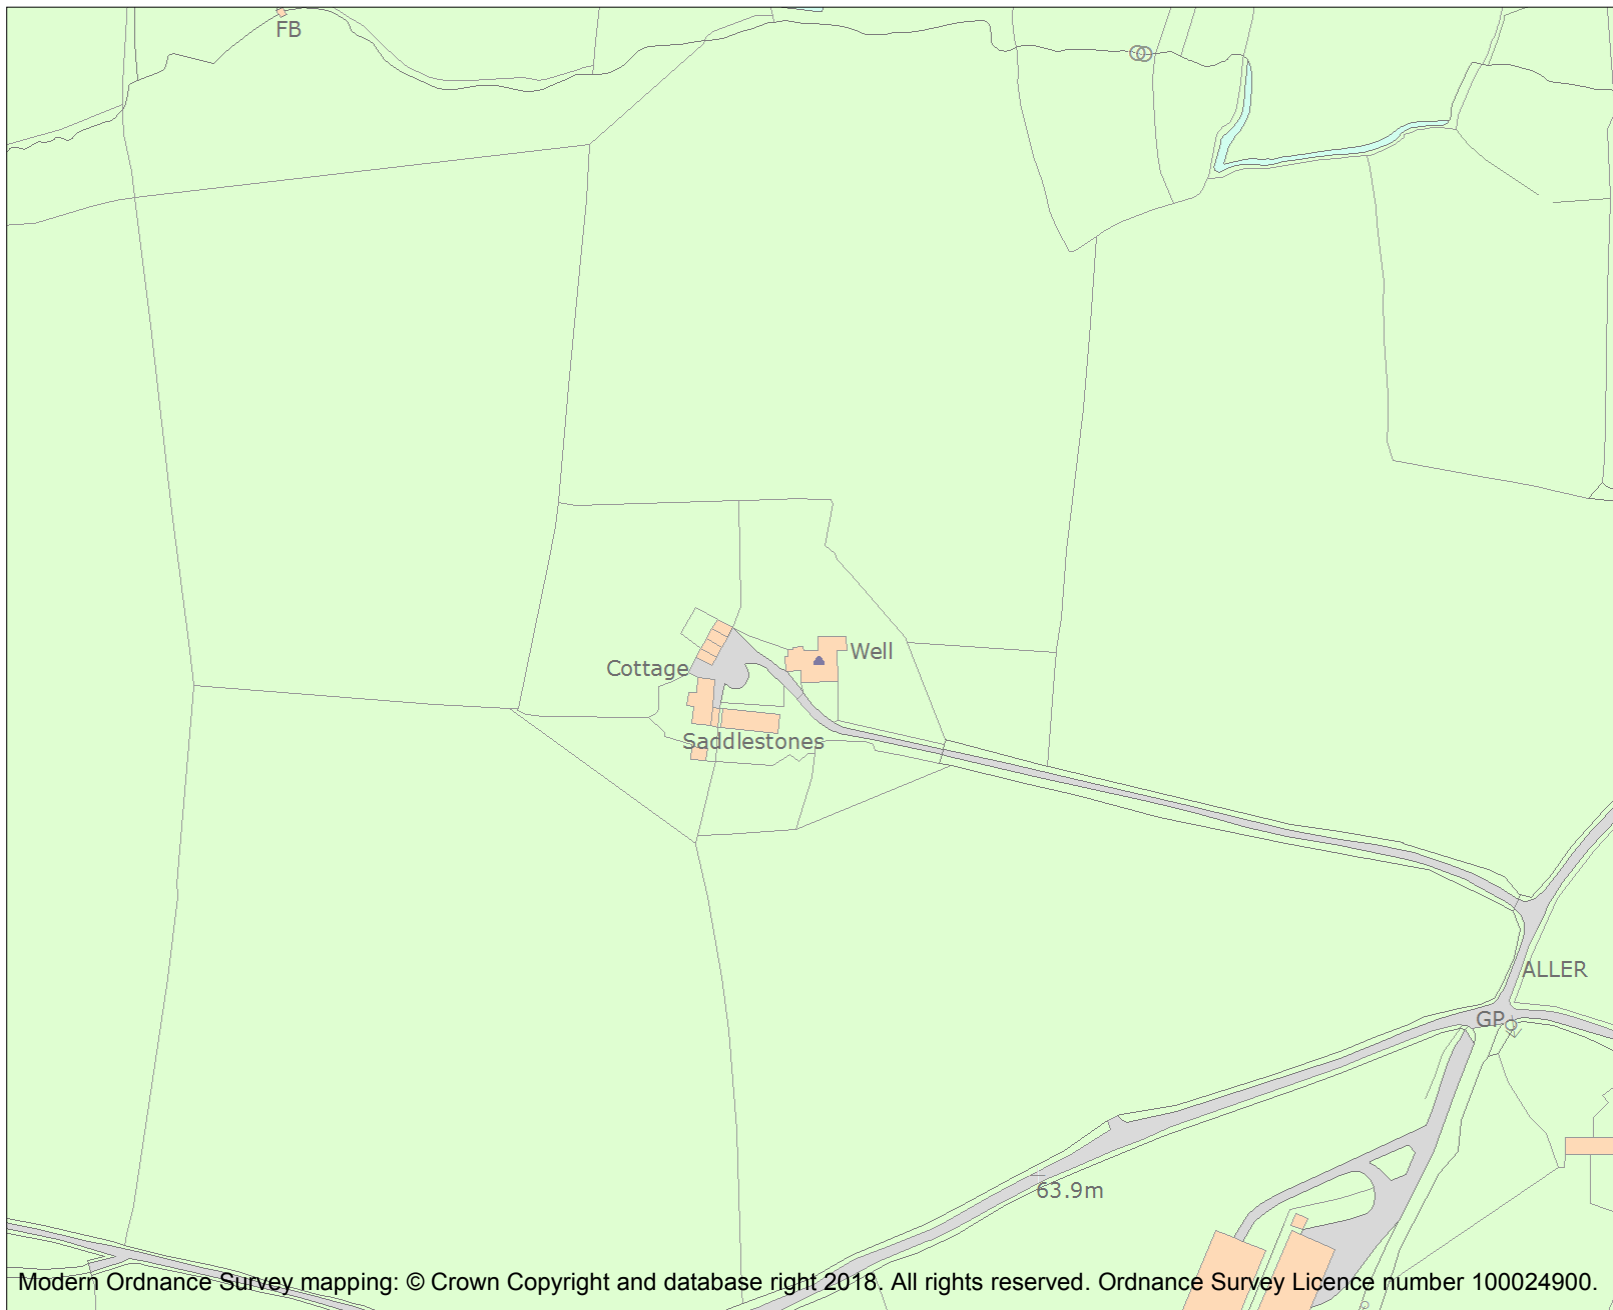 FB
Well
Cottage
Saddlestones
ALLER
GP
63.9m
Modern Ordnance Survey mapping: © Crown Copyright and database right 2018. All rights reserved. Ordnance Survey Licence number 100024900.